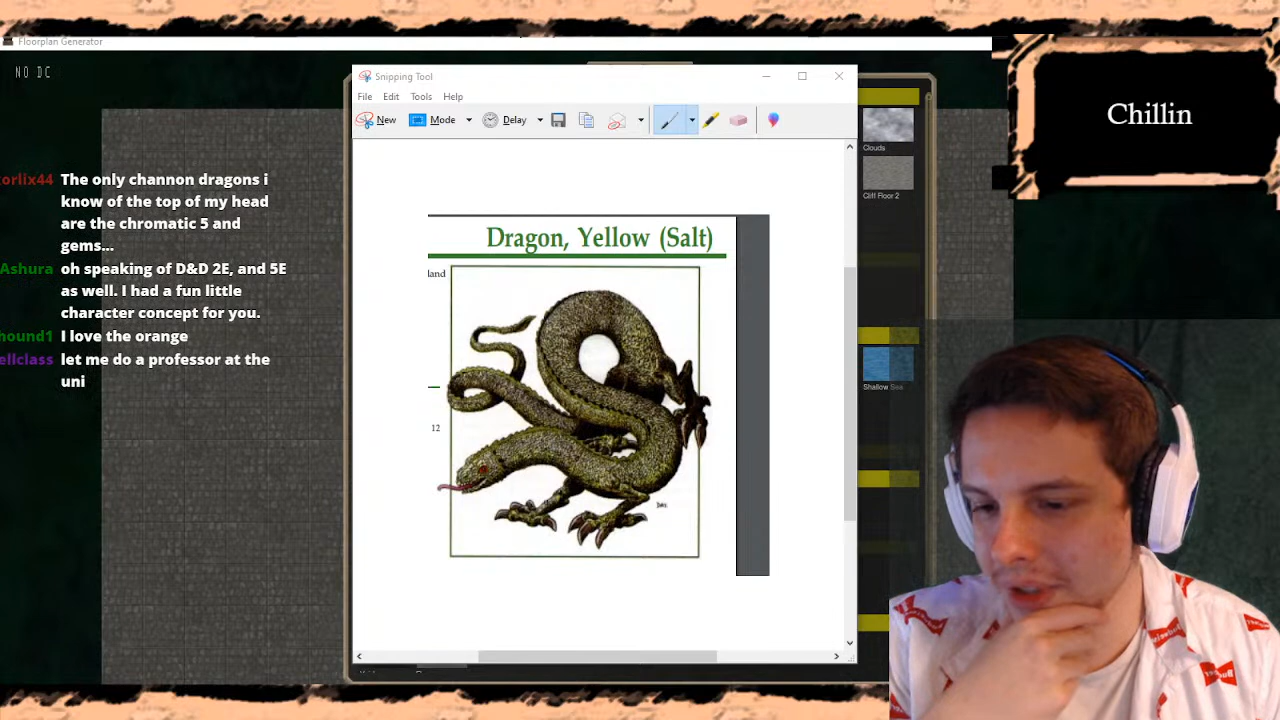 Floorplan Generator
NO DC
Snipping Tool
File Edit Tools Help
New Mode Delay
Chillin
Clouds
Cliff Floor 2
Shallow Sea
orlix44 The only channon dragons i
know of the top of my head
are the chromatic 5 and
gems...
Ashura oh speaking of D&D 2E, and 5E
as well. I had a fun little
character concept for you.
hound1 I love the orange
ellclass let me do a professor at the
uni
Dragon, Yellow (Salt)
land
12